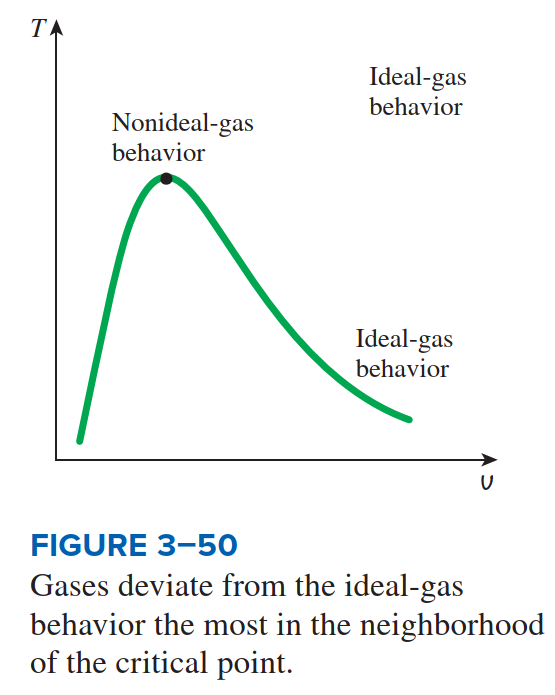 T
Ideal-gas
behavior
Nonideal-gas
behavior
Ideal-gas
behavior
υ
FIGURE 3–50
Gases deviate from the ideal-gas
behavior the most in the neighborhood
of the critical point.